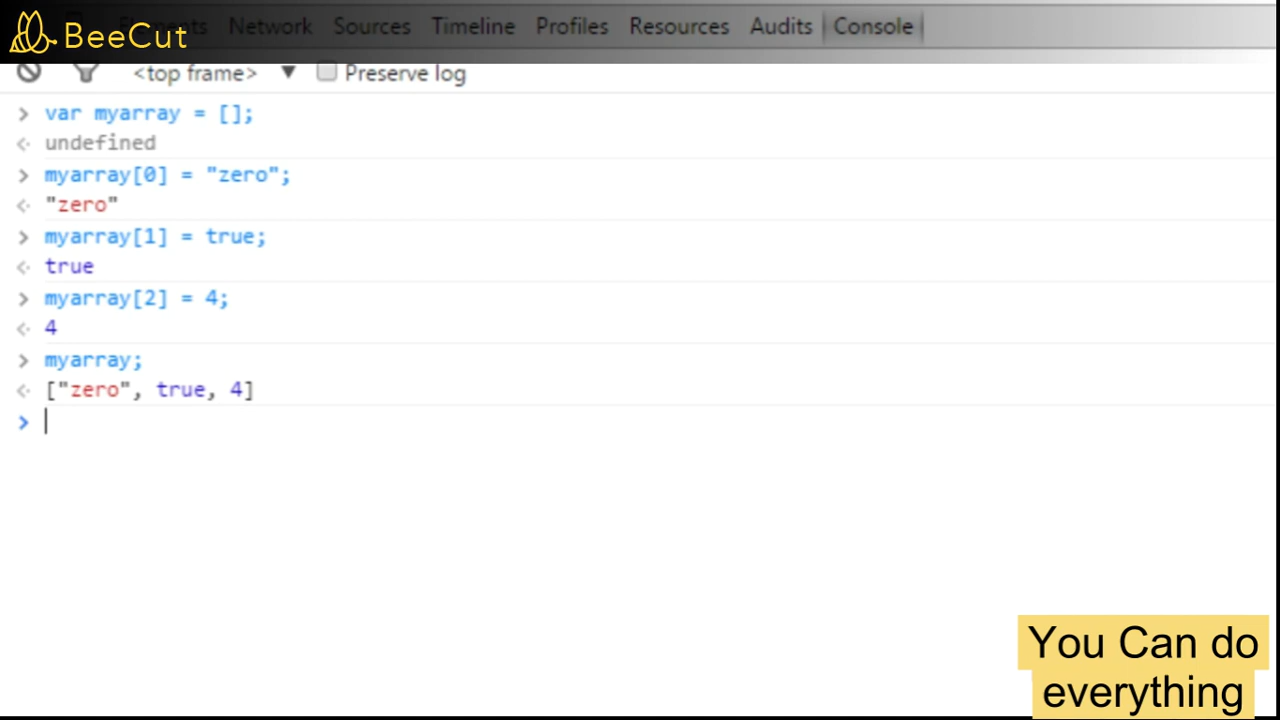 BeeCut
Network Sources Timeline Profiles Resources Audits Console
<top frame> ▼ Preserve log
> var myarray = [];
undefined
> myarray[0] = "zero";
"zero"
> myarray[1] = true;
true
> myarray[2] = 4;
4
> myarray;
["zero", true, 4]
>
You Can do
everything